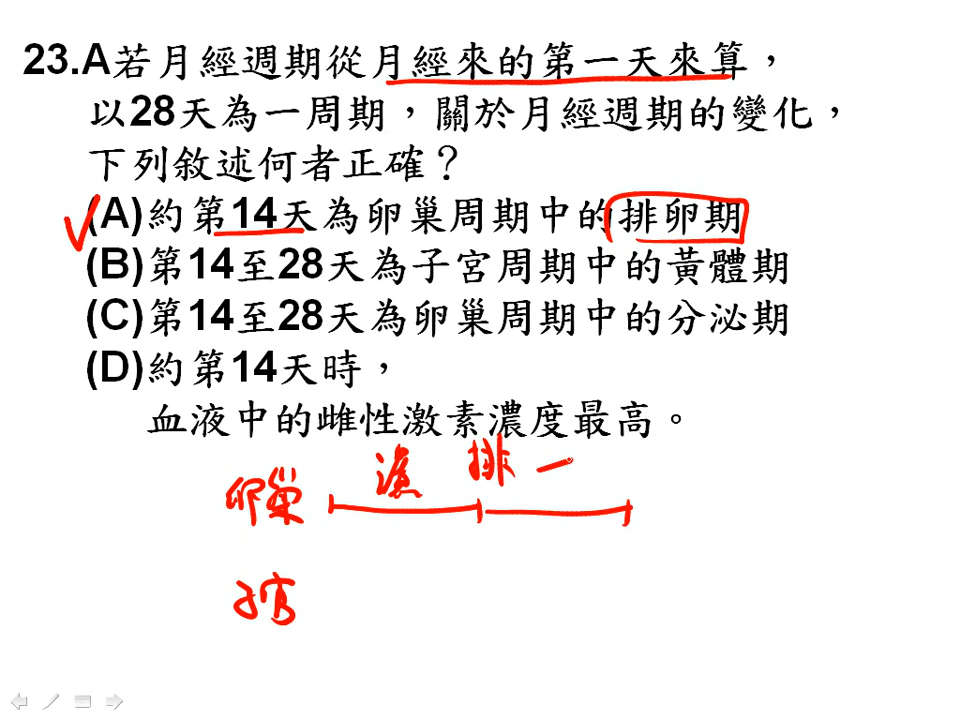 23.A若月經週期從月經來的第一天來算，
以28天為一周期，關於月經週期的變化，
下列敘述何者正確？
(A)約第14天為卵巢周期中的排卵期
(B)第14至28天為子宮周期中的黃體期
(C)第14至28天為卵巢周期中的分泌期
(D)約第14天時，
血液中的雌性激素濃度最高。
濾 排
卵巢
子宮